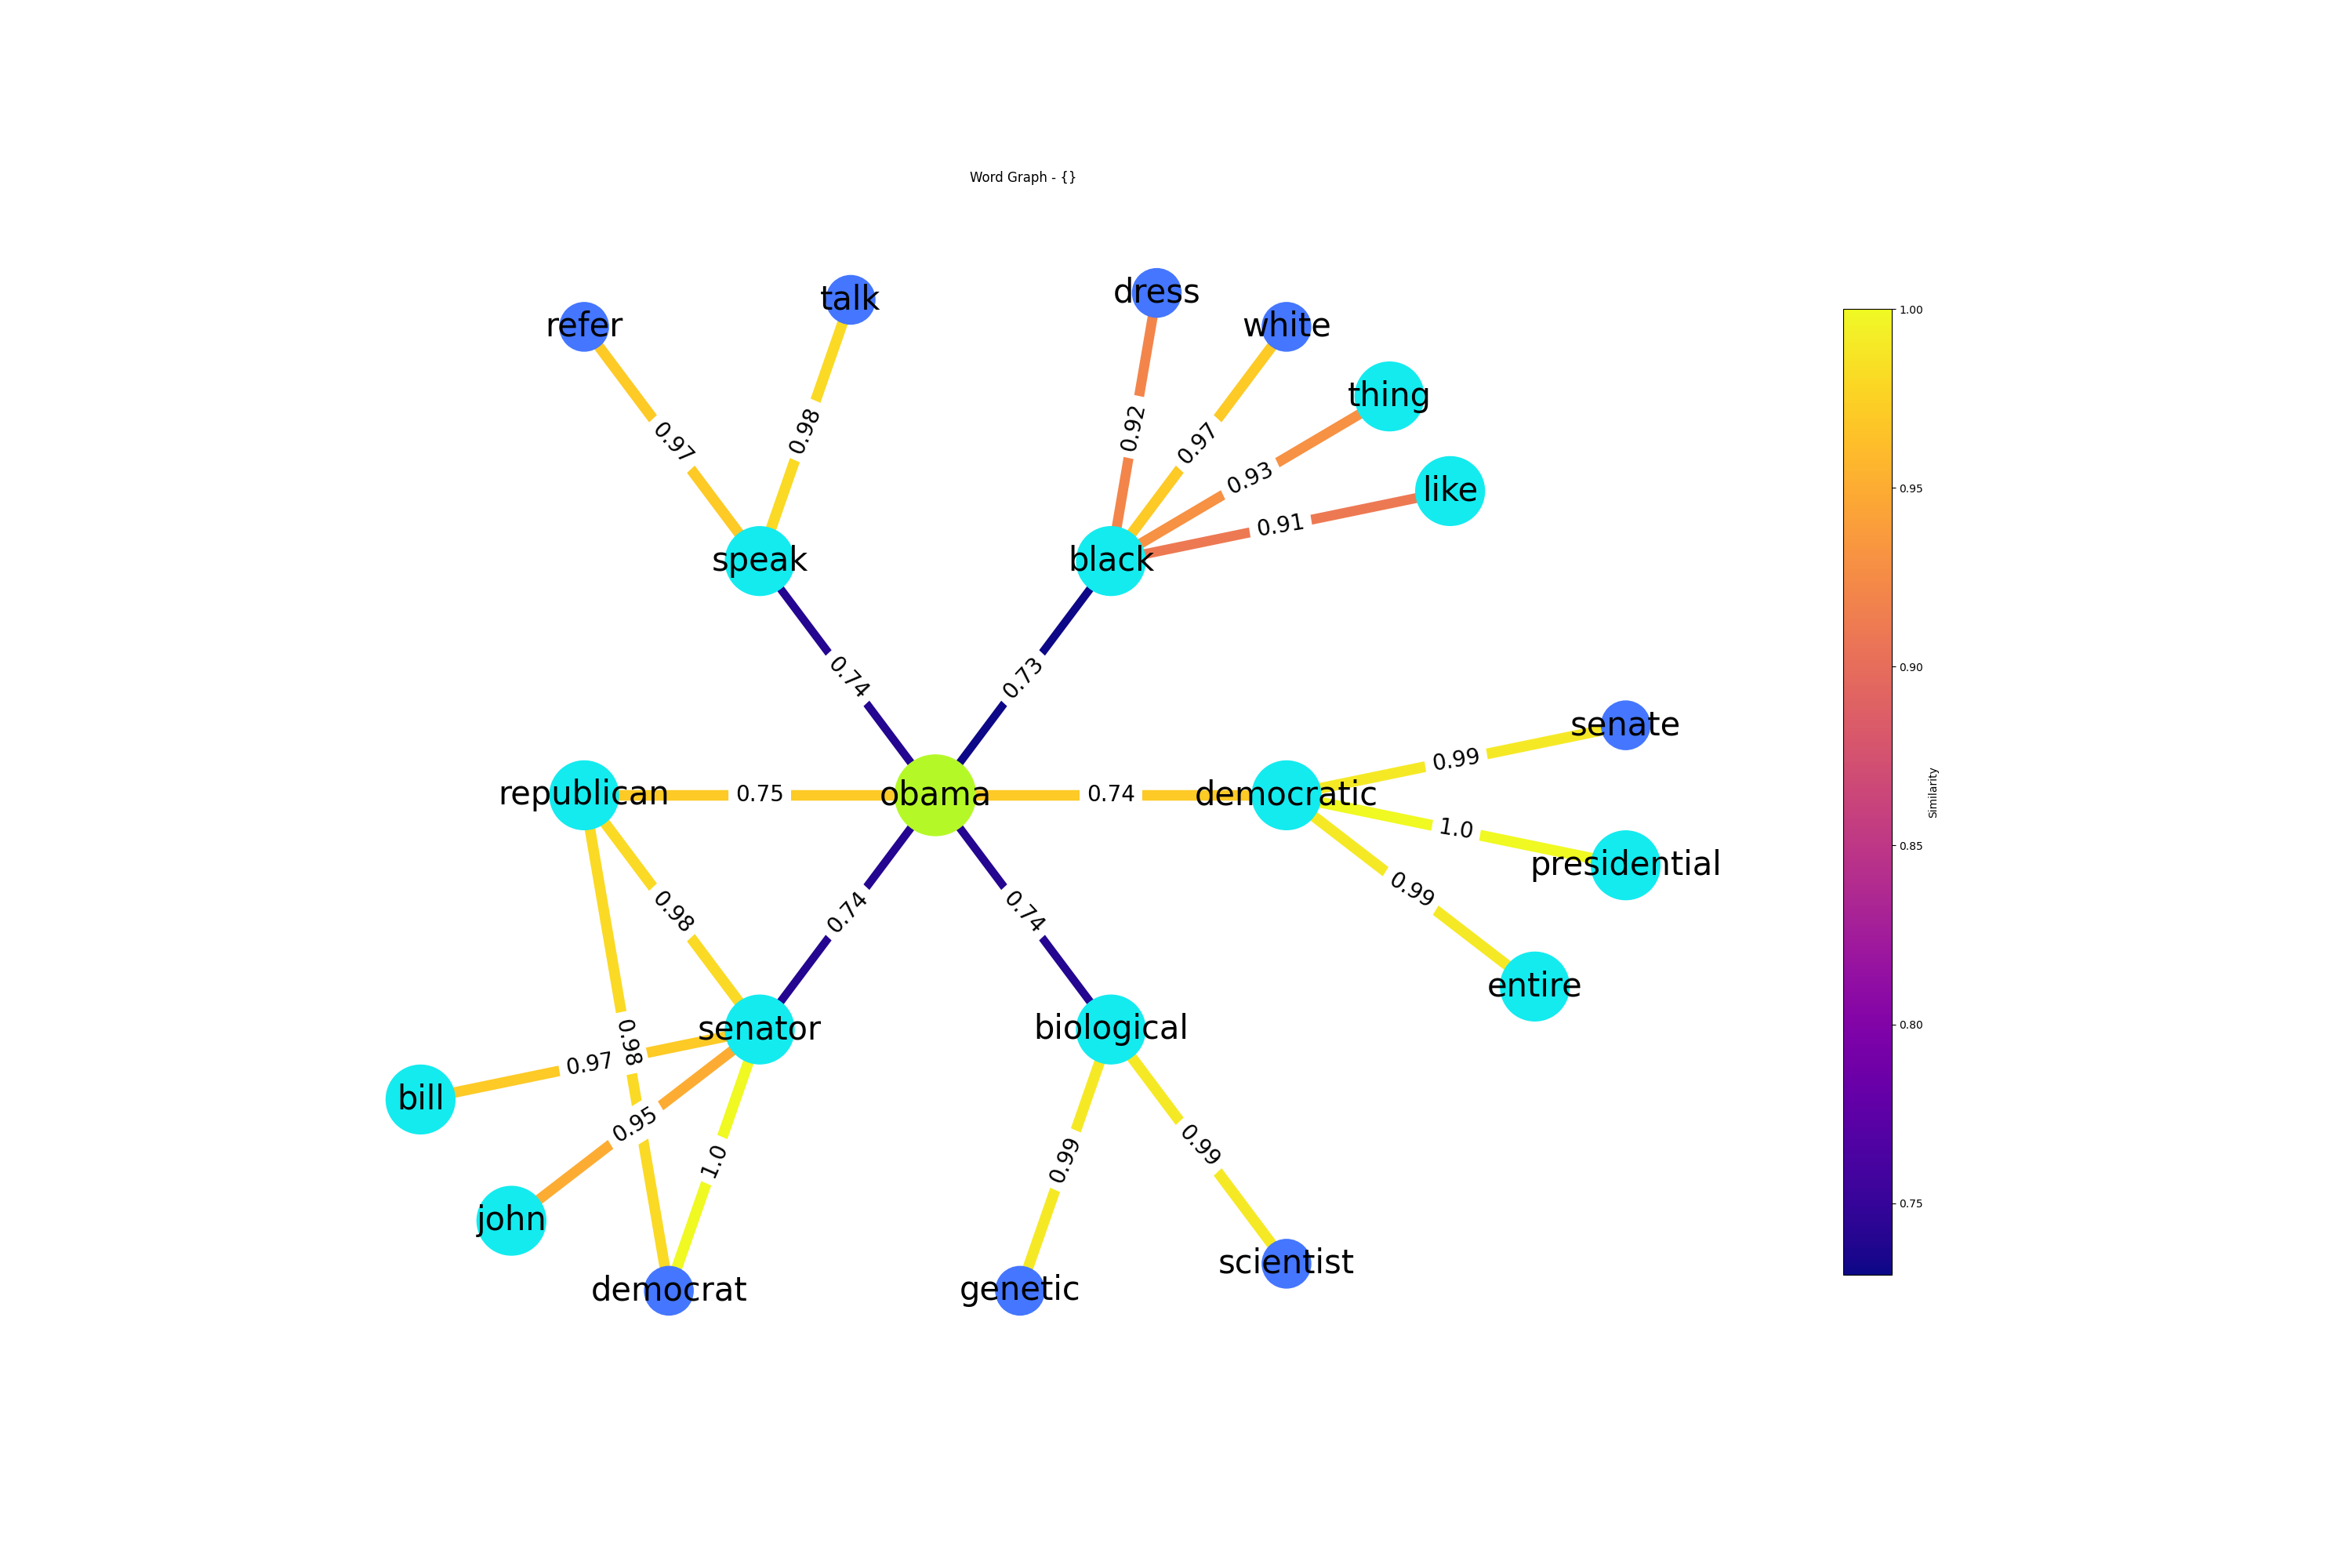 Word Graph - {}
refer
talk
dress
white
thing
like
0.97
0.98
0.92
0.97
0.93
0.91
speak
black
0.74
0.73
senate
0.99
republican
0.75
obama
0.74
democratic
1.0
presidential
0.99
0.98
0.74
0.74
entire
senator
biological
0.98
0.97
bill
0.95
1.0
0.99
0.99
john
democrat
genetic
scientist
1.00
0.95
0.90
0.85
0.80
0.75
Similarity